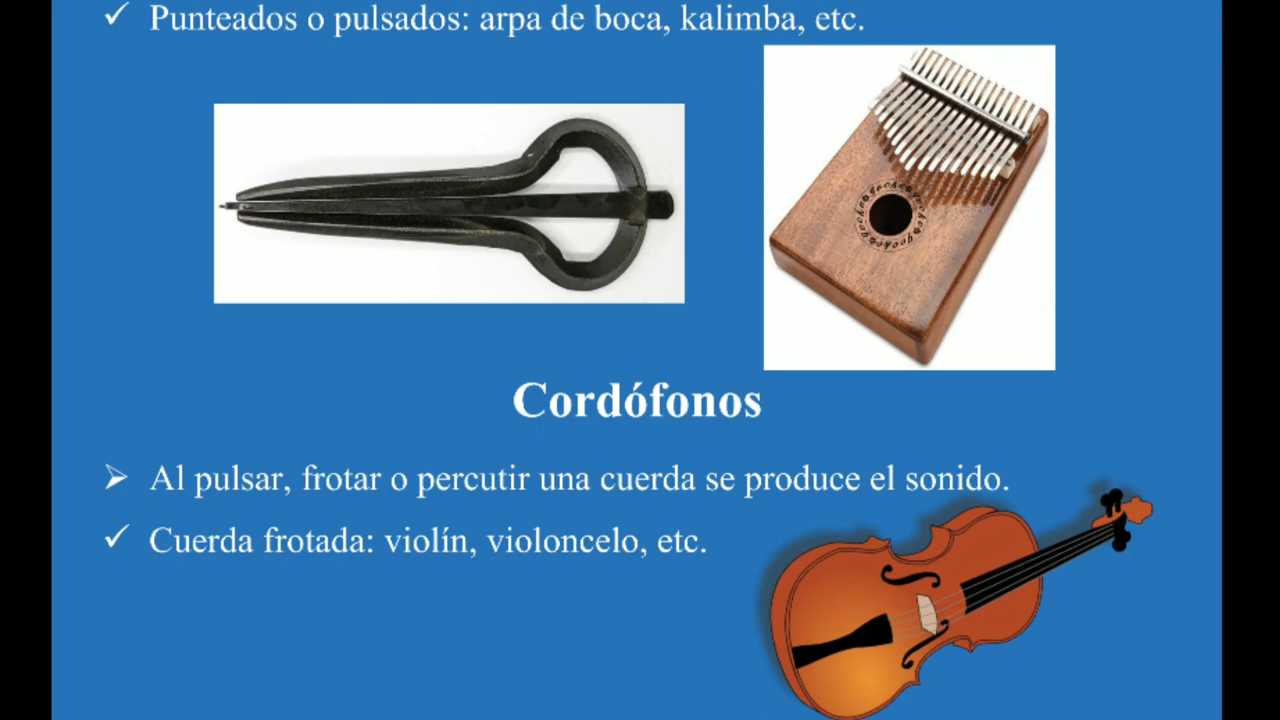 ✓ Punteados o pulsados: arpa de boca, kalimba, etc.
Cordófonos
➢ Al pulsar, frotar o percutir una cuerda se produce el sonido.
✓ Cuerda frotada: violín, violoncelo, etc.